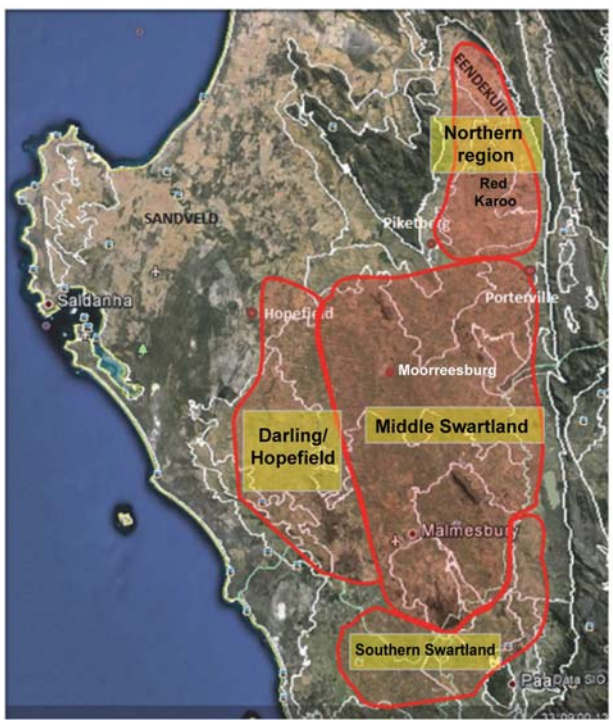 EENDEKUIL
Northern
region
Red
Karoo
SANDVELD
Piketberg
Saldanha
Hopefield
Porterville
Moorreesburg
Darling/
Hopefield
Middle Swartland
Malmesbury
Southern Swartland
Paa
Data SIO